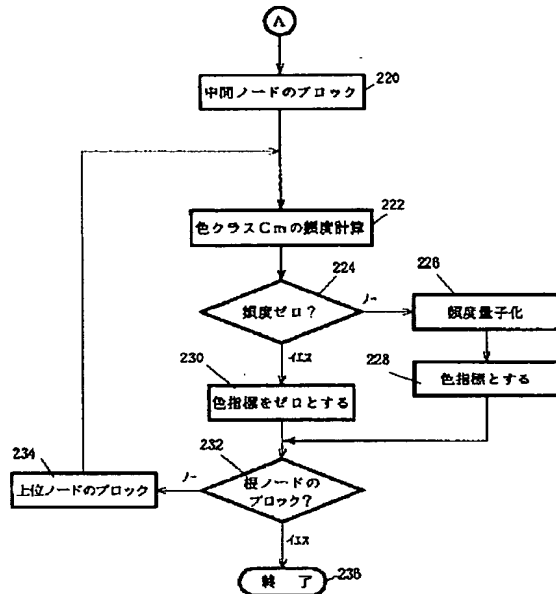 A
中間ノードのブロック
220
222
色クラスCmの頻度計算
224
頻度ゼロ?
ノー
226
頻度量子化
イエス
230
228
色指標とする
色指標をゼロとする
234
232
根ノードの
ブロック?
ノー
上位ノードのブロック
イエス
終 了
236